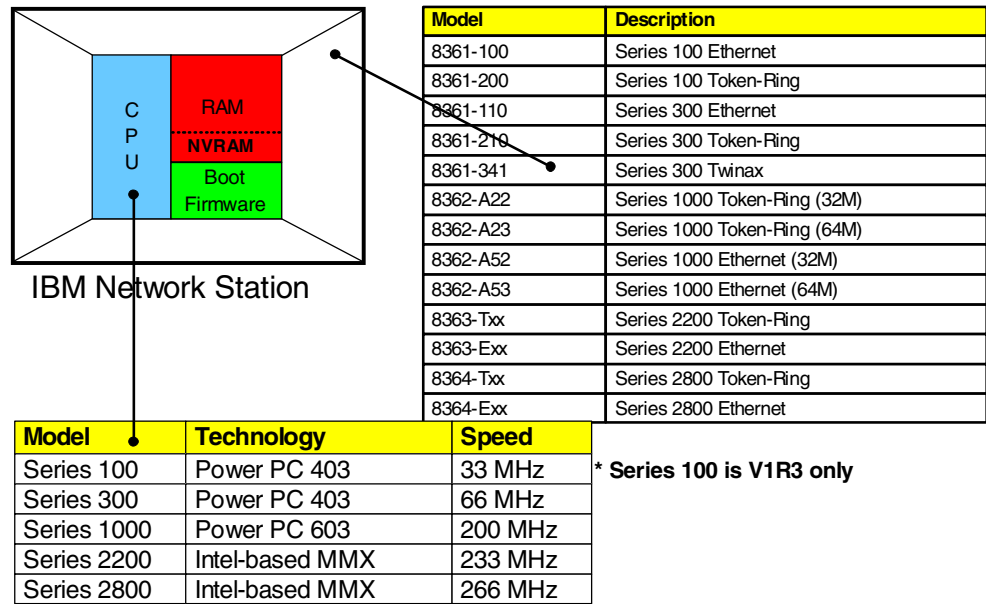 C
P
U
RAM
NVRAM
Boot
Firmware
IBM Network Station
Model Description
8361-100 Series 100 Ethernet
8361-200 Series 100 Token-Ring
8361-110 Series 300 Ethernet
8361-210 Series 300 Token-Ring
8361-341 Series 300 Twinax
8362-A22 Series 1000 Token-Ring (32M)
8362-A23 Series 1000 Token-Ring (64M)
8362-A52 Series 1000 Ethernet (32M)
8362-A53 Series 1000 Ethernet (64M)
8363-Txx Series 2200 Token-Ring
8363-Exx Series 2200 Ethernet
8364-Txx Series 2800 Token-Ring
8364-Exx Series 2800 Ethernet
Model Technology Speed
Series 100 Power PC 403 33 MHz
Series 300 Power PC 403 66 MHz
Series 1000 Power PC 603 200 MHz
Series 2200 Intel-based MMX 233 MHz
Series 2800 Intel-based MMX 266 MHz
* Series 100 is V1R3 only